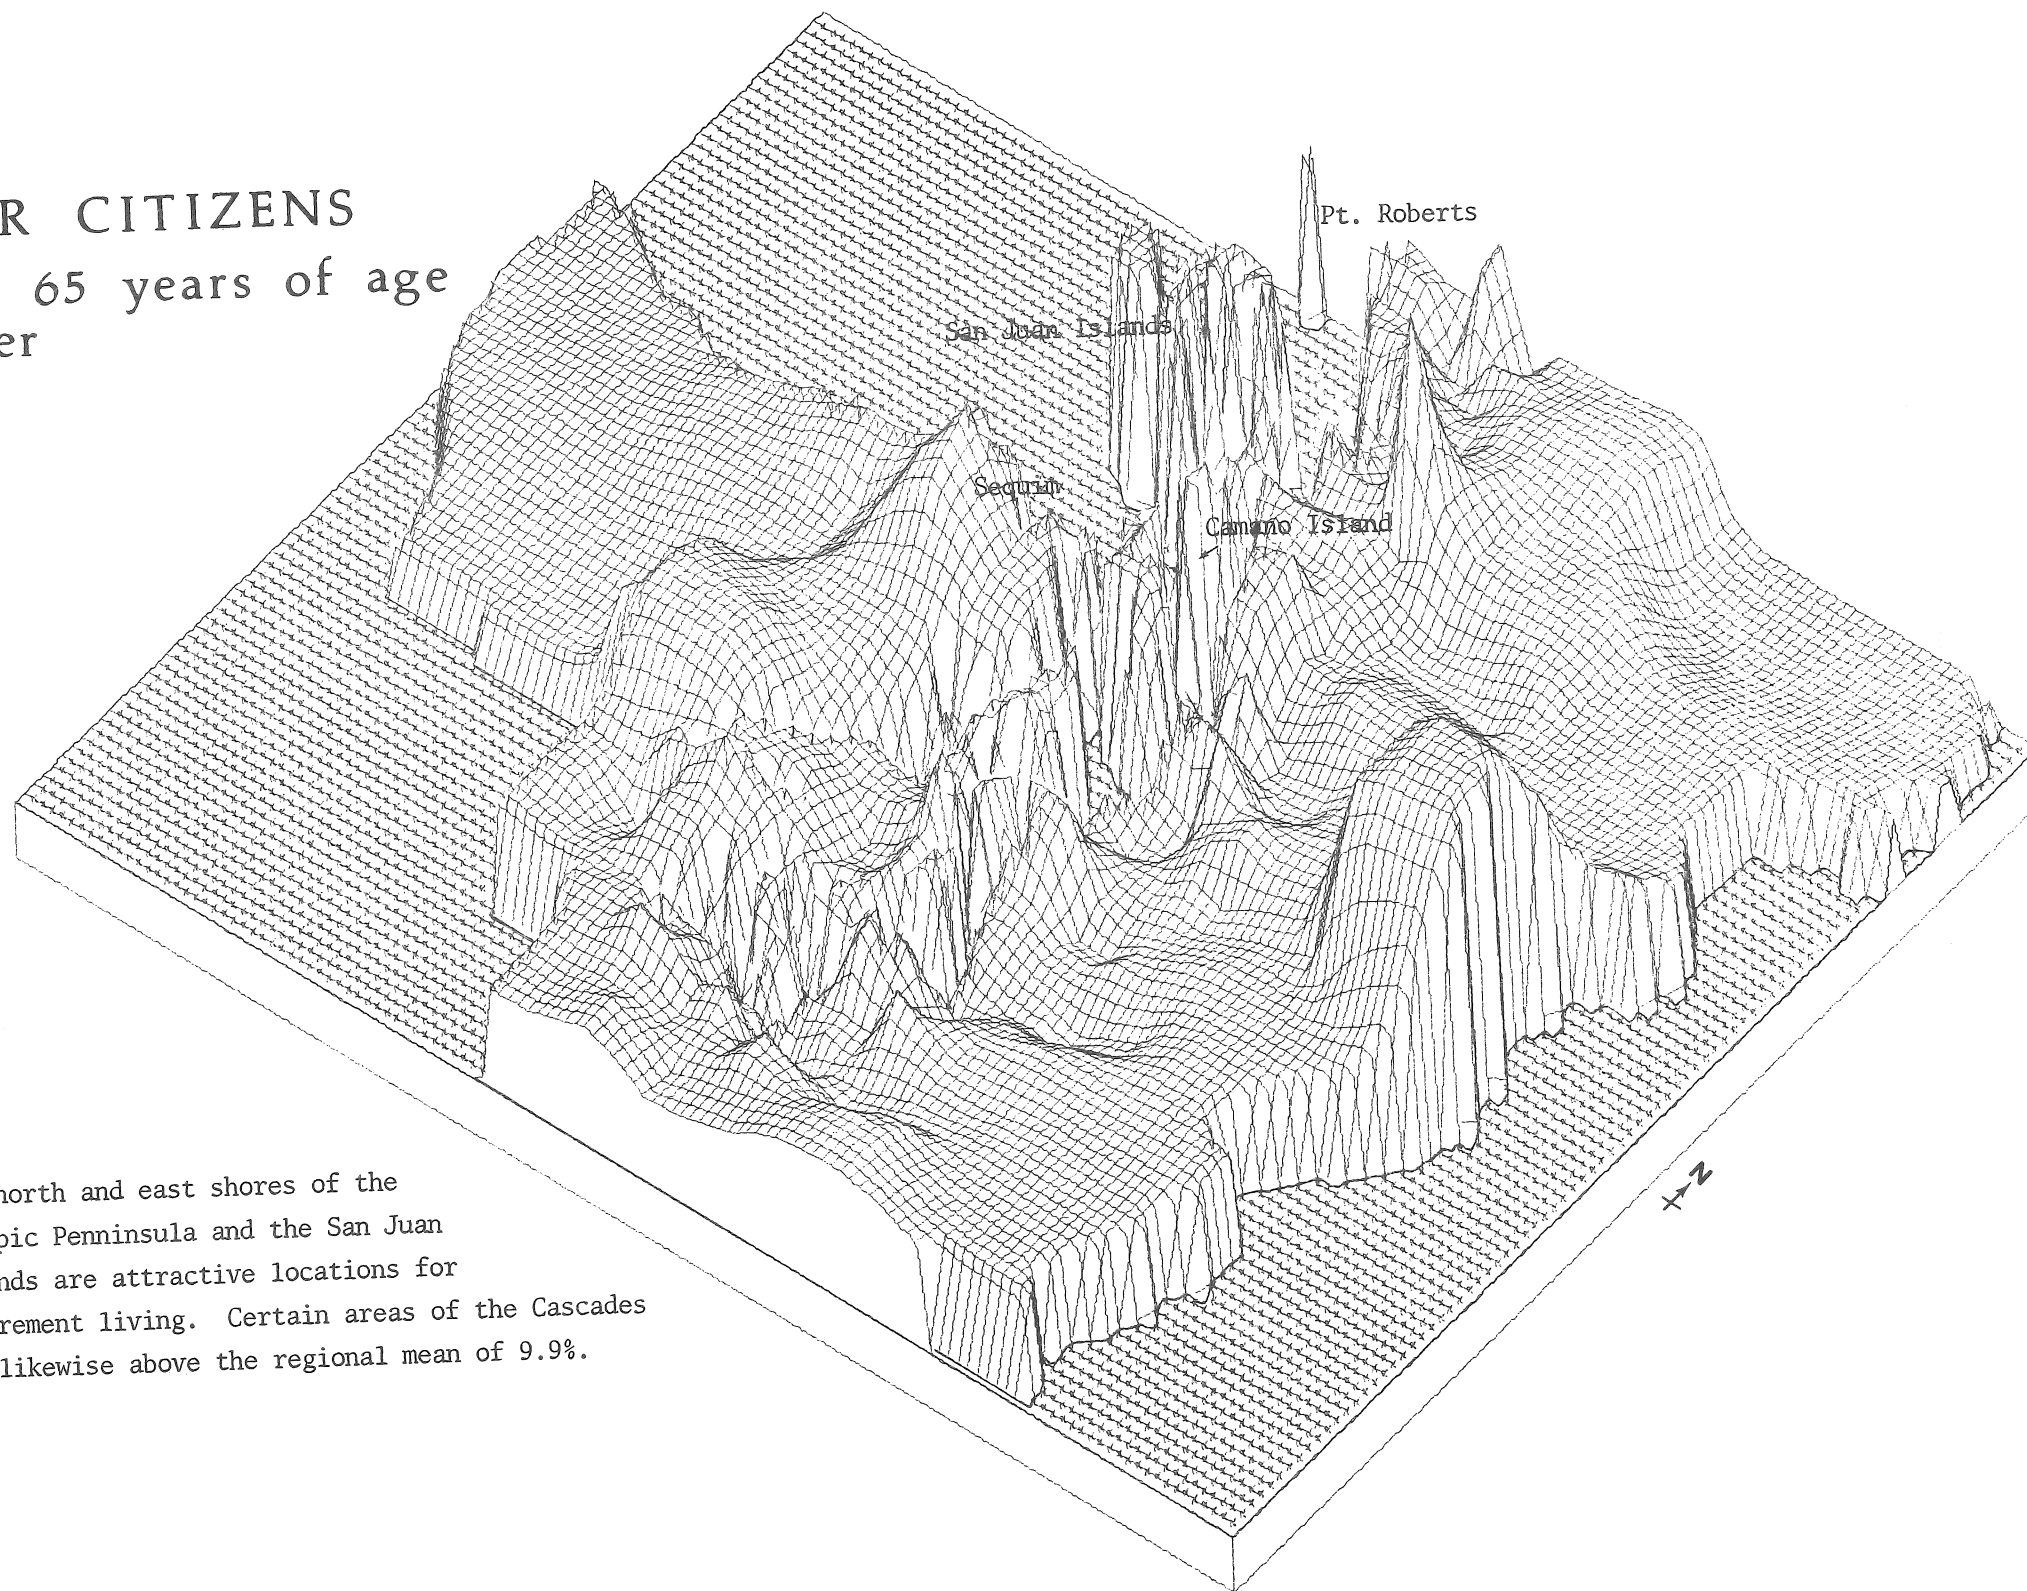 R CITIZENS
65 years of age
er
Pt. Roberts
San Juan Islands
Sequim
Camano Island
N
north and east shores of the
pic Penninsula and the San Juan
nds are attractive locations for
rement living. Certain areas of the Cascades
likewise above the regional mean of 9.9%.